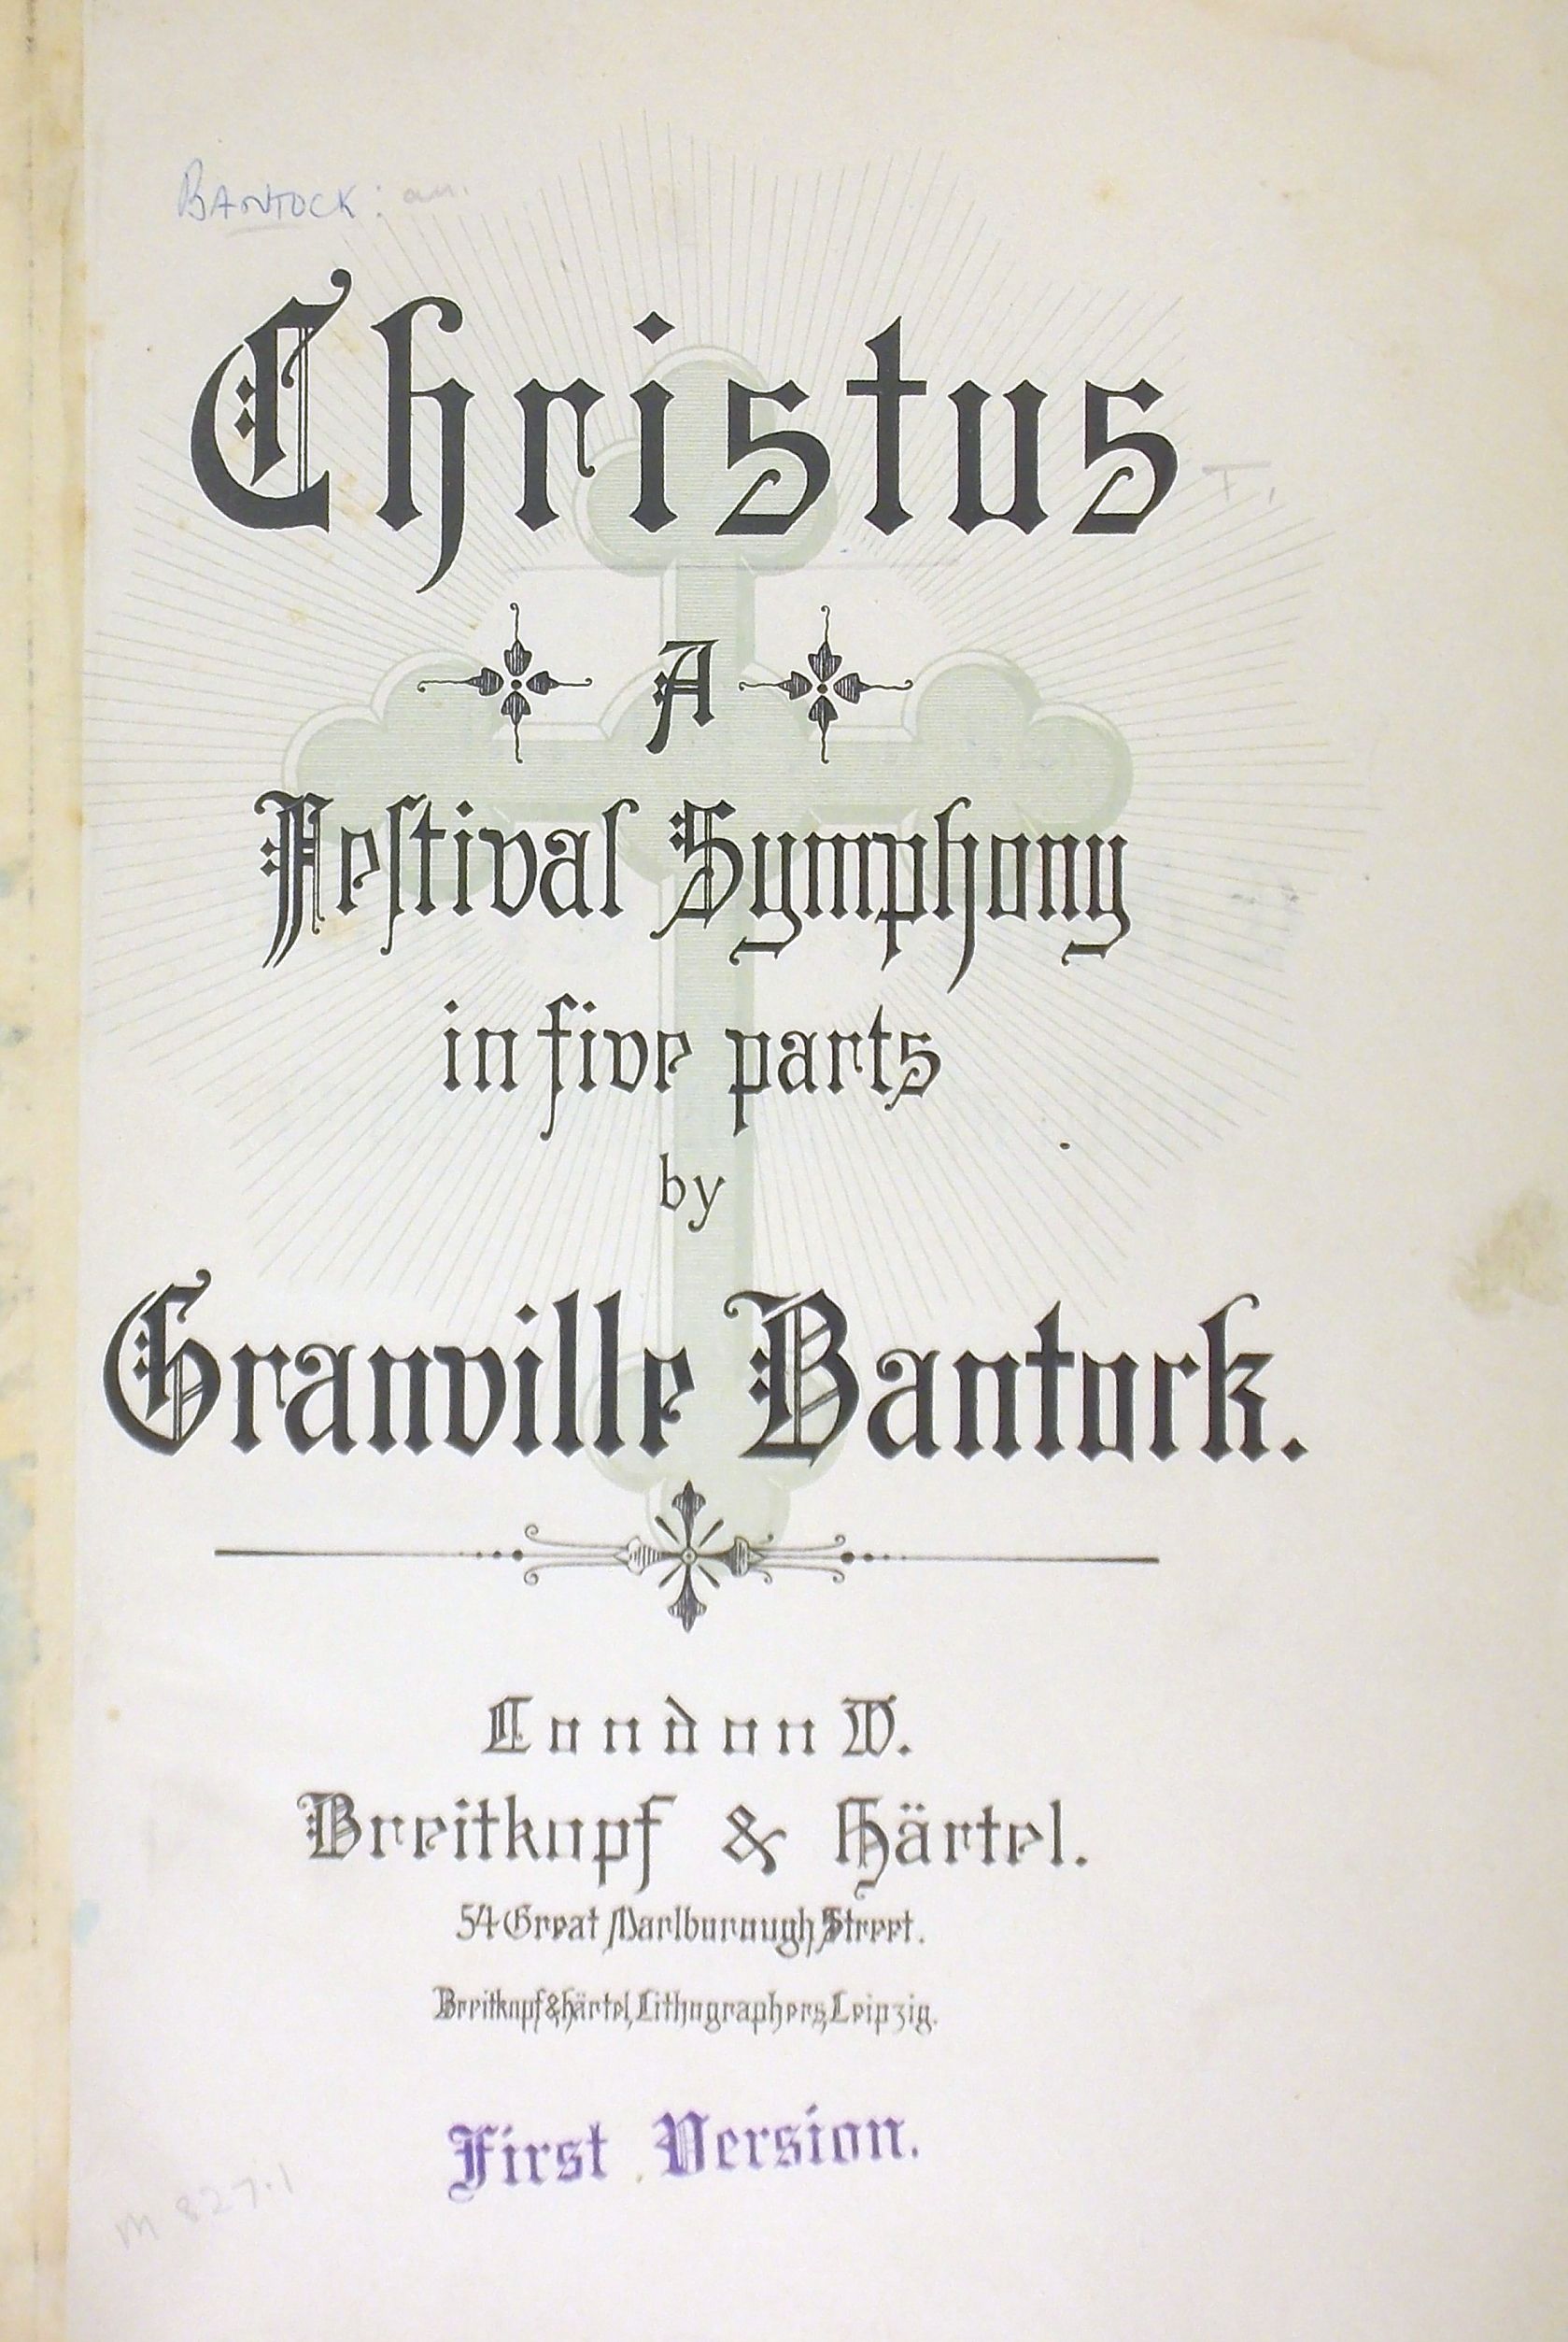 BANTOCK:
Christus
A
Festival Symphony
in five parts
by
Granville Bantock.
London W.
Breitkopf & Härtel.
54 Great Marlborough Street.
Breitkopf & Härtel, Lithographers, Leipzig.
First Version.
M 827.1